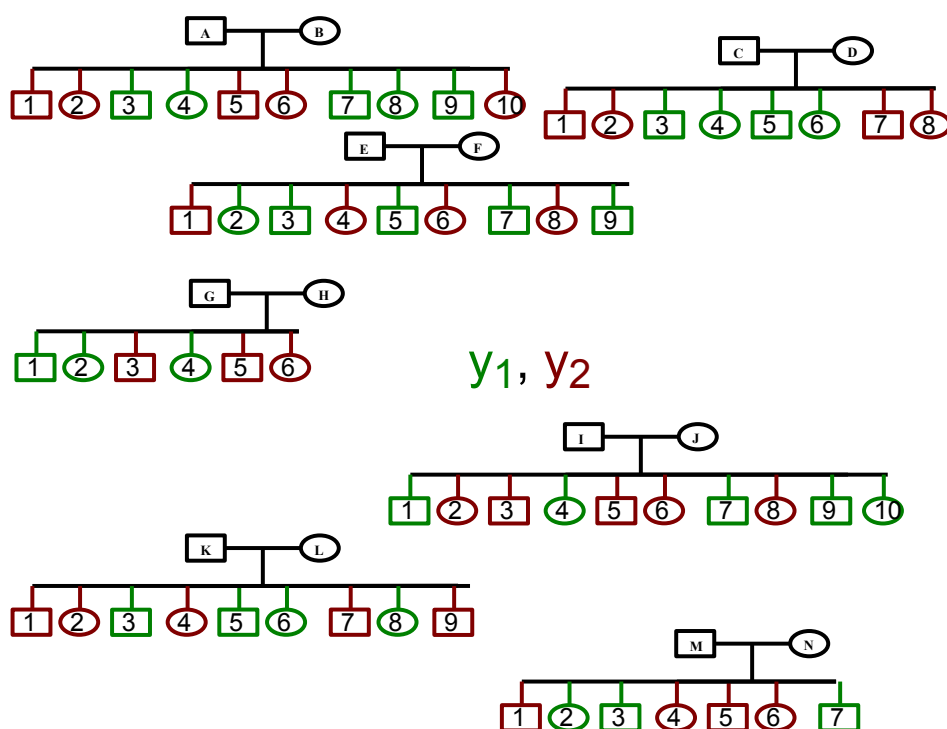 A B
1 2 3 4 5 6 7 8 9 10
C D
1 2 3 4 5 6 7 8
E F
1 2 3 4 5 6 7 8 9
G H
1 2 3 4 5 6
y1, y2
I J
1 2 3 4 5 6 7 8 9 10
K L
1 2 3 4 5 6 7 8 9
M N
1 2 3 4 5 6 7